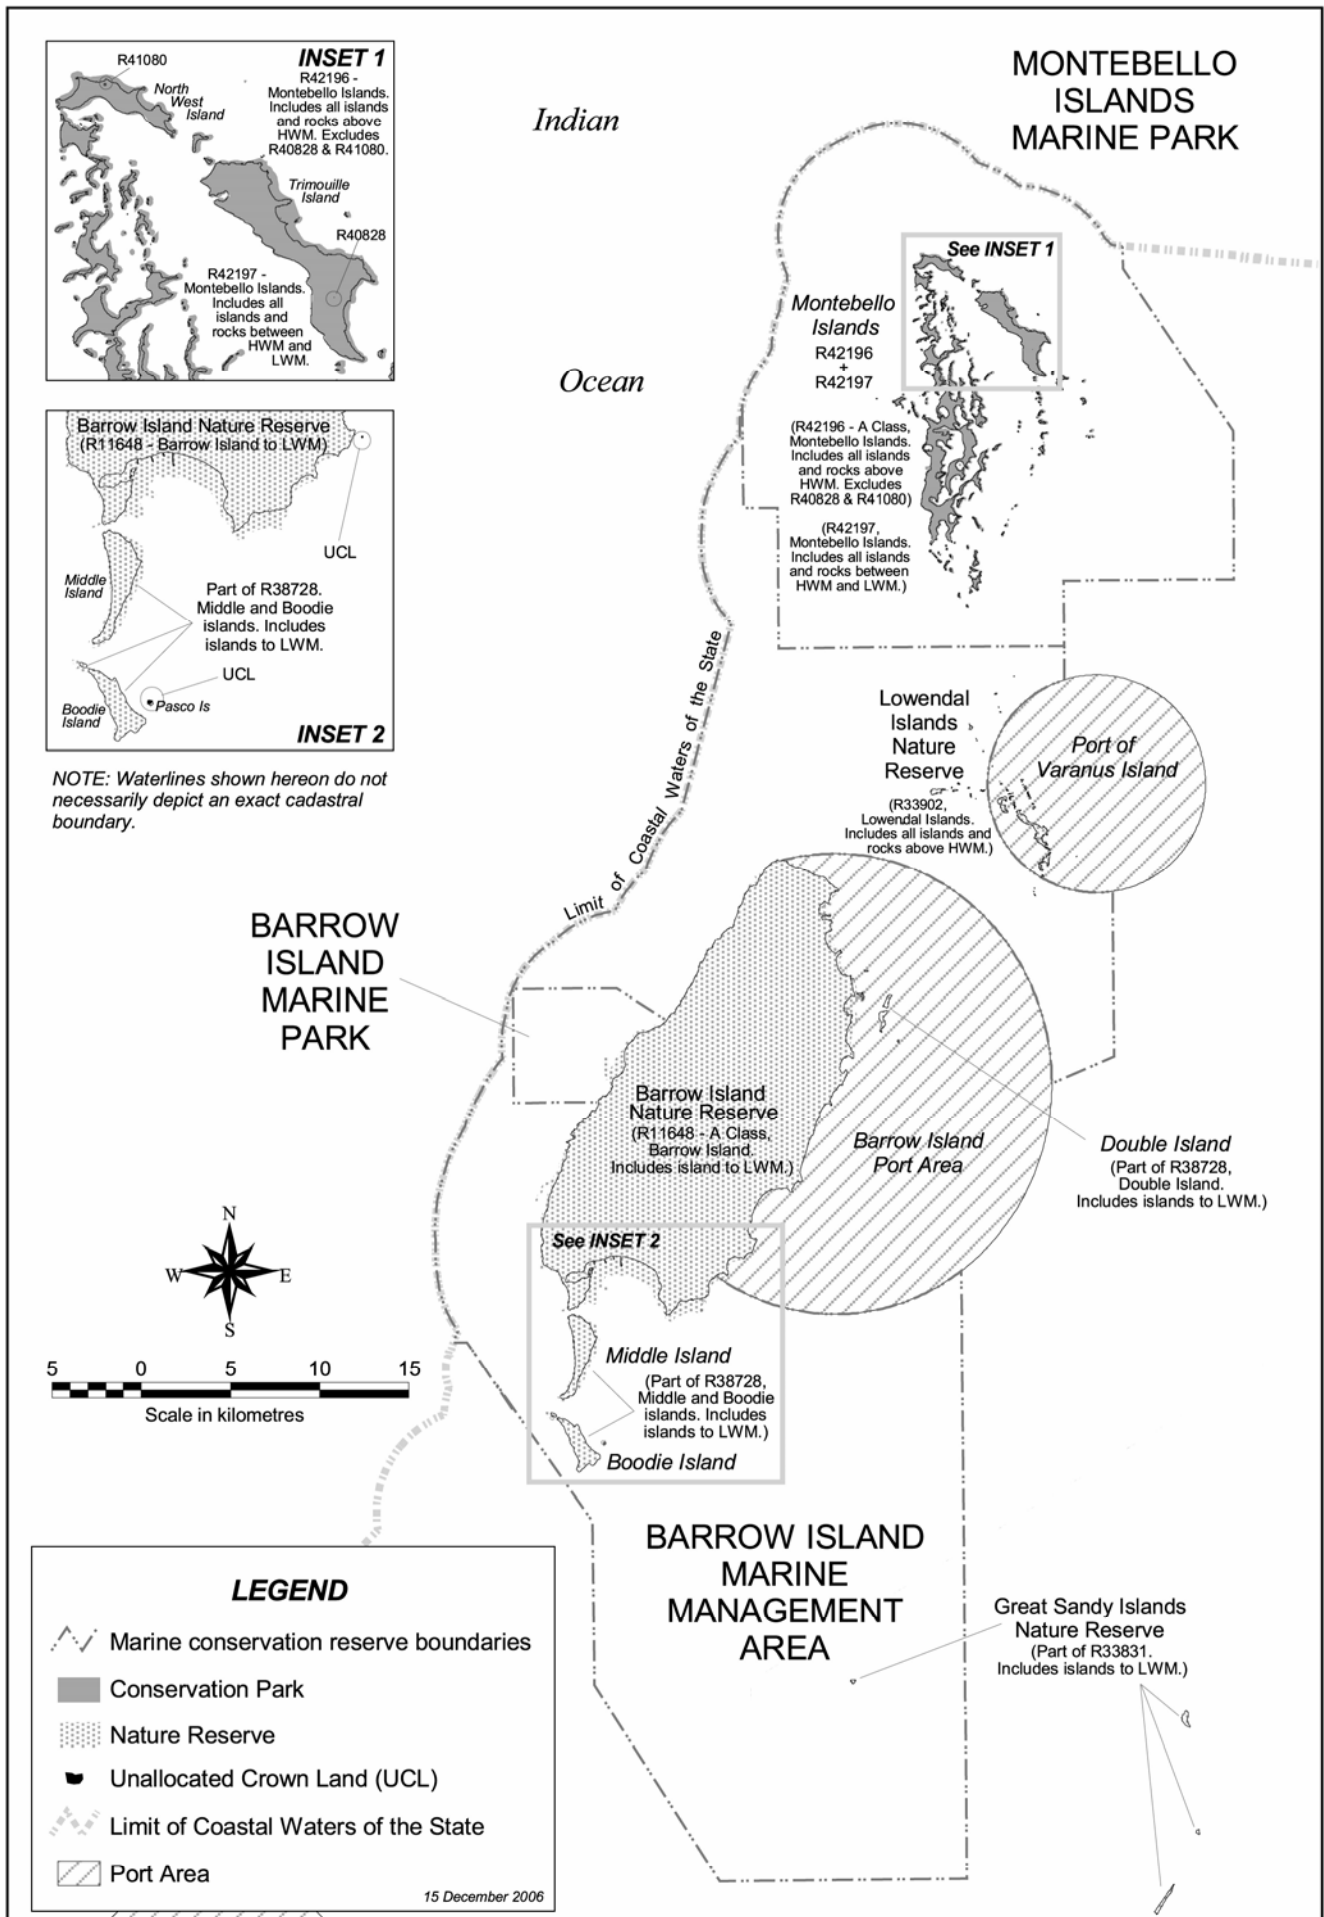 INSET 1
R41080
North
West
Island
R42196 -
Montebello Islands.
Includes all islands
and rocks above
HWM. Excludes
R40828 & R41080.
Trimouille
Island
R40828
R42197 -
Montebello Islands.
Includes all
islands and
rocks between
HWM and
LWM.
Barrow Island Nature Reserve
(R11648 - Barrow Island to LWM)
UCL
Middle
Island
Part of R38728.
Middle and Boodie
islands. Includes
islands to LWM.
UCL
Boodie
Island
Pasco Is
INSET 2
NOTE: Waterlines shown hereon do not
necessarily depict an exact cadastral
boundary.
Indian
Ocean
MONTEBELLO
ISLANDS
MARINE PARK
See INSET 1
Montebello
Islands
R42196
+
R42197
(R42196 - A Class,
Montebello Islands.
Includes all islands
and rocks above
HWM. Excludes
R40828 & R41080)
(R42197,
Montebello Islands.
Includes all islands
and rocks between
HWM and LWM.)
Limit of Coastal Waters of the State
Lowendal
Islands
Nature
Reserve
(R33902,
Lowendal Islands.
Includes all islands and
rocks above HWM.)
Port of
Varanus Island
BARROW
ISLAND
MARINE
PARK
Barrow Island
Nature Reserve
(R11648 - A Class,
Barrow Island.
Includes island to LWM.)
Barrow Island
Port Area
Double Island
(Part of R38728,
Double Island.
Includes islands to LWM.)
See INSET 2
Middle Island
(Part of R38728,
Middle and Boodie
islands. Includes
islands to LWM.)
Boodie Island
N
W
E
S
5 0 5 10 15
Scale in kilometres
BARROW ISLAND
MARINE
MANAGEMENT
AREA
Great Sandy Islands
Nature Reserve
(Part of R33831.
Includes islands to LWM.)
LEGEND
Marine conservation reserve boundaries
Conservation Park
Nature Reserve
Unallocated Crown Land (UCL)
Limit of Coastal Waters of the State
Port Area
15 December 2006